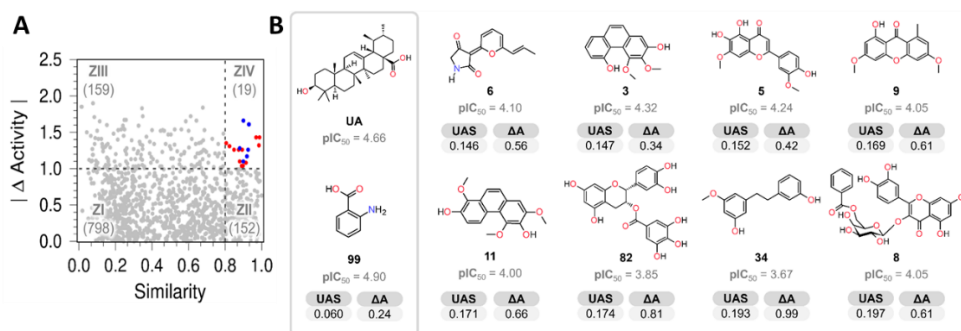 A
B
| Δ Activity |
2.5
2.0
1.5
1.0
0.5
0.0
ZIII
(159)
ZIV
(19)
ZI
(798)
ZII
(152)
0.0 0.2 0.4 0.6 0.8 1.0
Similarity
UA
pIC50 = 4.66
6
pIC50 = 4.10
UAS ΔA
0.146 0.56
3
pIC50 = 4.32
UAS ΔA
0.147 0.34
5
pIC50 = 4.24
UAS ΔA
0.152 0.42
9
pIC50 = 4.05
UAS ΔA
0.169 0.61
99
pIC50 = 4.90
UAS ΔA
0.060 0.24
11
pIC50 = 4.00
UAS ΔA
0.171 0.66
82
pIC50 = 3.85
UAS ΔA
0.174 0.81
34
pIC50 = 3.67
UAS ΔA
0.193 0.99
8
pIC50 = 4.05
UAS ΔA
0.197 0.61